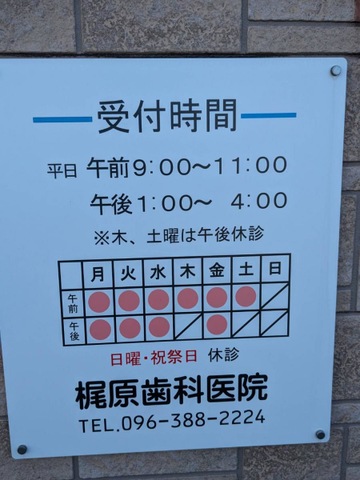 受付時間
平日 午前9:00～11:00
午後1:00～ 4:00
※木、土曜は午後休診
月 火 水 木 金 土 日
午前
午後
日曜・祝祭日 休診
梶原歯科医院
TEL.096-388-2224